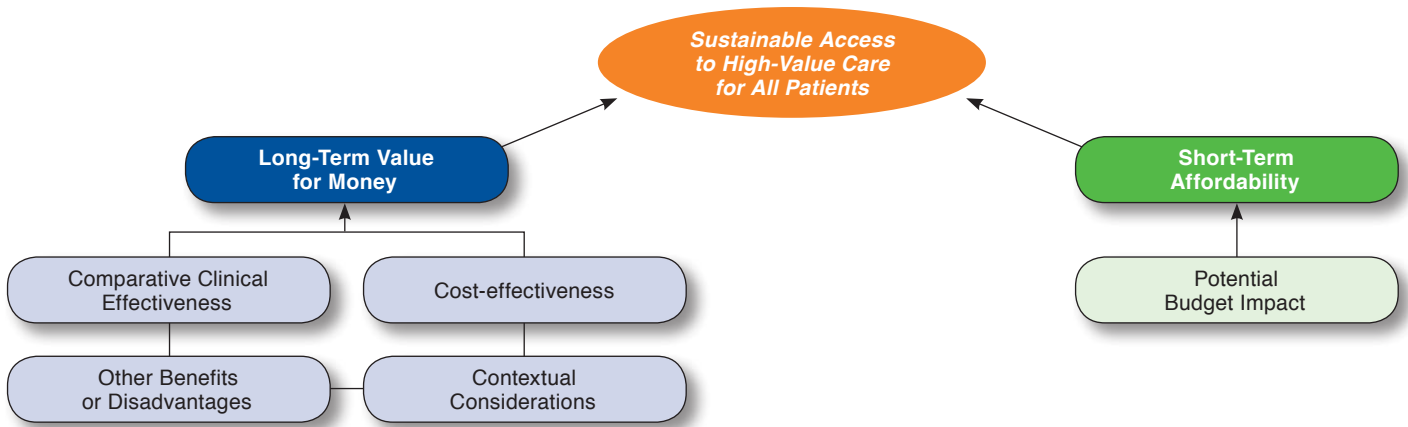 Sustainable Access
to High-Value Care
for All Patients
Long-Term Value
for Money
Short-Term
Affordability
Comparative Clinical
Effectiveness
Cost-effectiveness
Potential
Budget Impact
Other Benefits
or Disadvantages
Contextual
Considerations